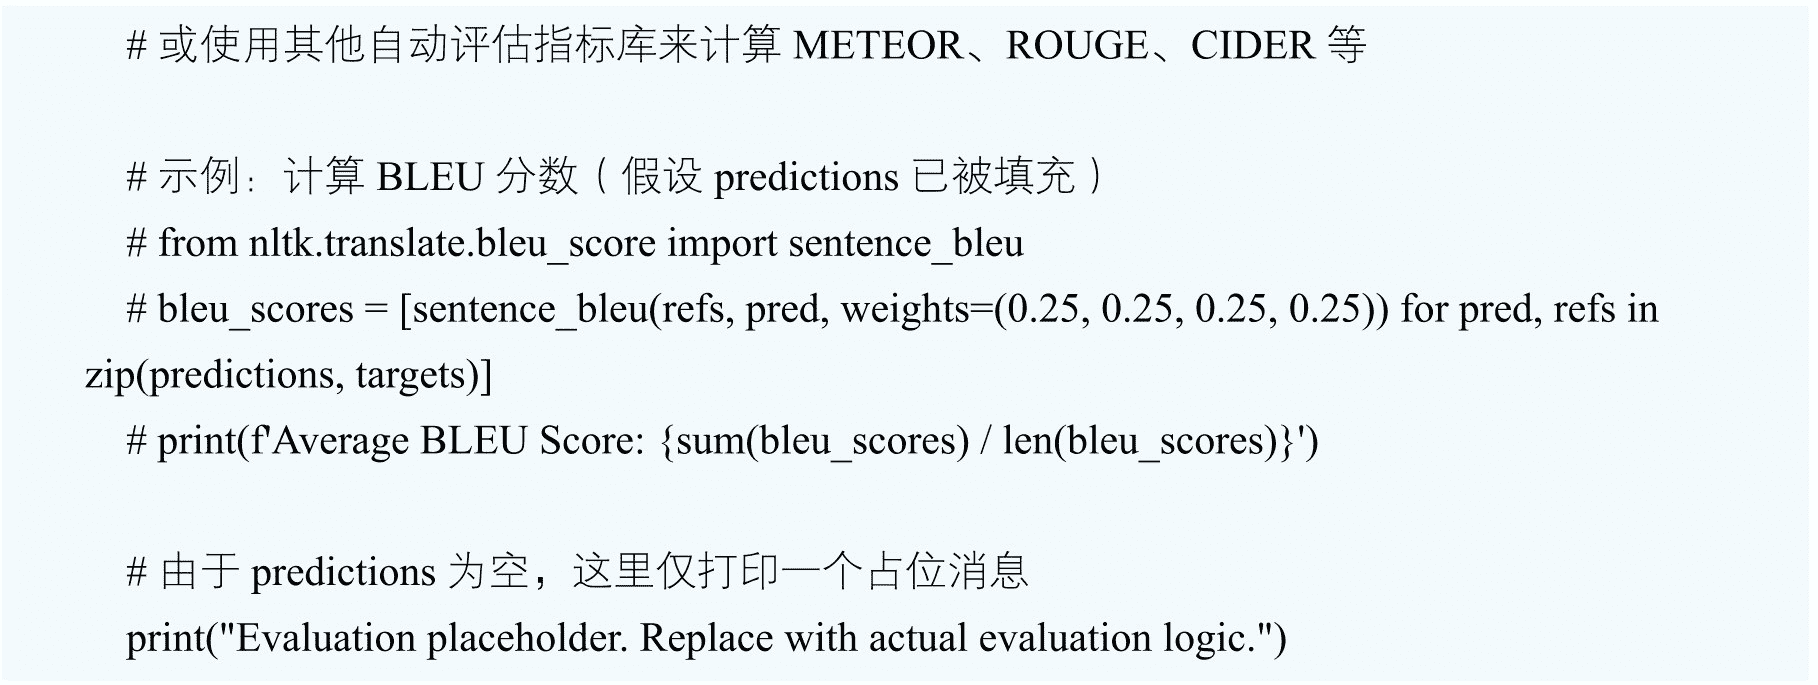 # 或使用其他自动评估指标库来计算 METEOR、ROUGE、CIDER 等
# 示例：计算 BLEU 分数（假设 predictions 已被填充）
# from nltk.translate.bleu_score import sentence_bleu
# bleu_scores = [sentence_bleu(refs, pred, weights=(0.25, 0.25, 0.25, 0.25)) for pred, refs in
zip(predictions, targets)]
# print(f'Average BLEU Score: {sum(bleu_scores) / len(bleu_scores)}')
# 由于 predictions 为空，这里仅打印一个占位消息
print("Evaluation placeholder. Replace with actual evaluation logic.")